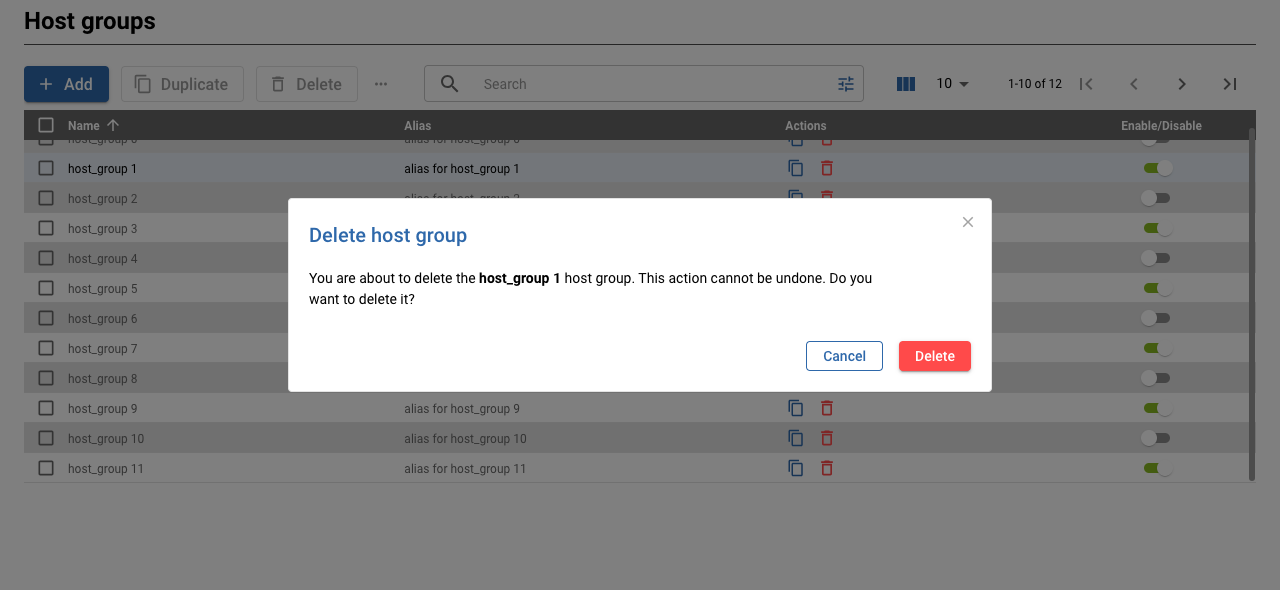 Host groups
Add Duplicate Delete ... Search 10 1-10 of 12
Name Alias Actions Enable/Disable
host_group 1 alias for host_group 1
host_group 2
host_group 3
host_group 4
host_group 5
host_group 6
host_group 7
host_group 8
Delete host group
You are about to delete the host_group 1 host group. This action cannot be undone. Do you
want to delete it?
Cancel Delete
host_group 9 alias for host_group 9
host_group 10 alias for host_group 10
host_group 11 alias for host_group 11